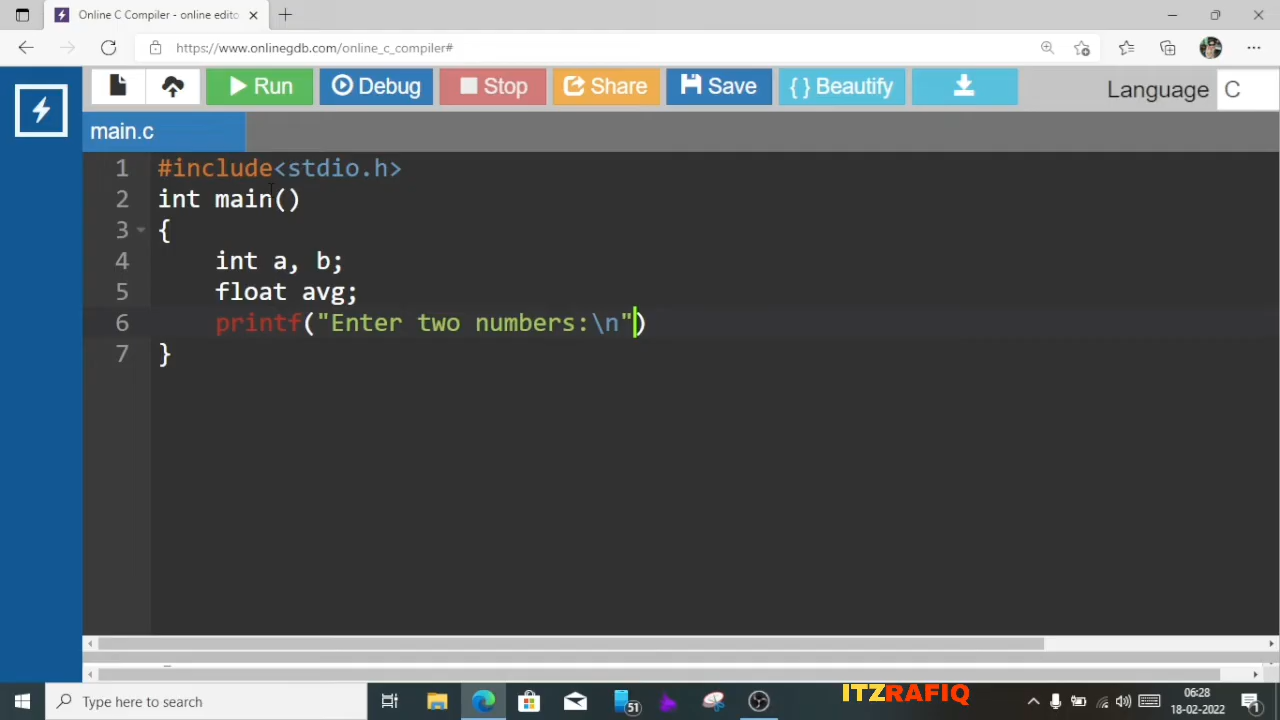 Online C Compiler - online edito
https://www.onlinegdb.com/online_c_compiler#
Run Debug Stop Share Save { } Beautify Language C
main.c
1 #include<stdio.h>
2 int main()
3 {
4 int a, b;
5 float avg;
6 printf("Enter two numbers:\n")
7 }
Type here to search
51
ITZRAFIQ
06:28
18-02-2022
1